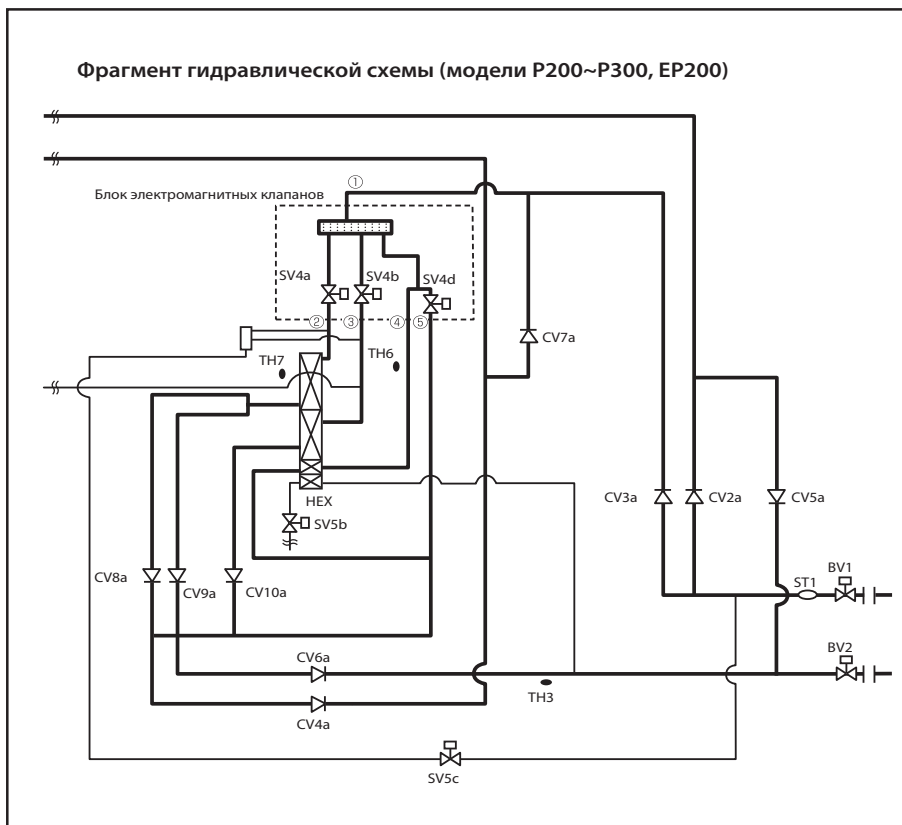 Фрагмент гидравлической схемы (модели P200~P300, EP200)
①
Блок электромагнитных клапанов
SV4a
SV4b
SV4d
② ③ ④ ⑤
TH7
TH6
CV7a
HEX
SV5b
CV3a
CV2a
CV5a
CV8a
CV9a
CV10a
ST1
BV1
CV6a
BV2
TH3
CV4a
SV5c